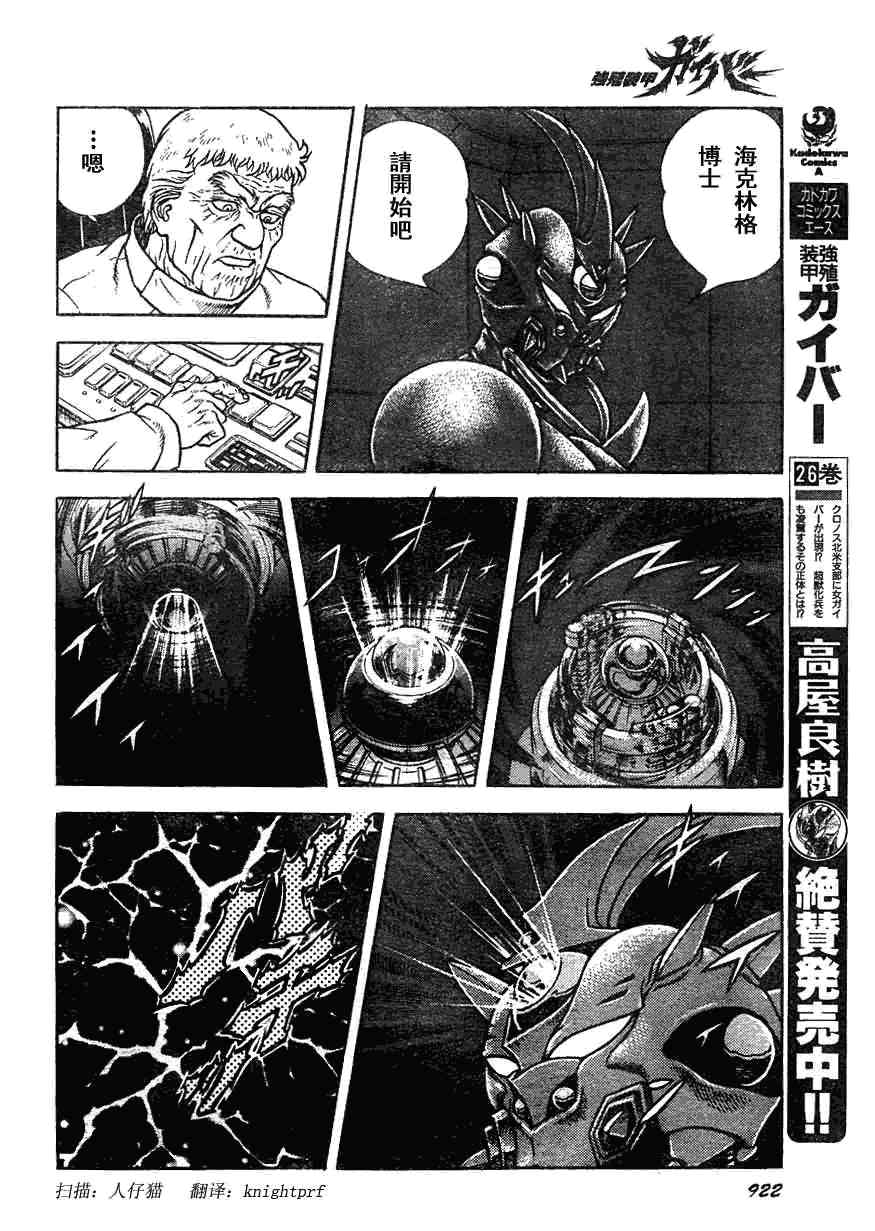 強殖装甲ガイバー
海克林格
博士
請開始吧
…嗯
キッ
Kadokawa
Comics
A
カドカワ
コミックス
エース
強殖
装甲
ガイバー
26巻
クロノス北米支部に女ガイ
バーが出現!? 超獣化兵を
も凌駕するその正体とは!?
高屋良樹
絶賛発売中!!
扫描：人仔猫 翻译：knightprf
922